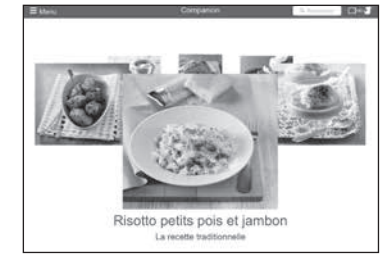 Menu
Companion
Risotto petits pois et jambon
La recette traditionnelle